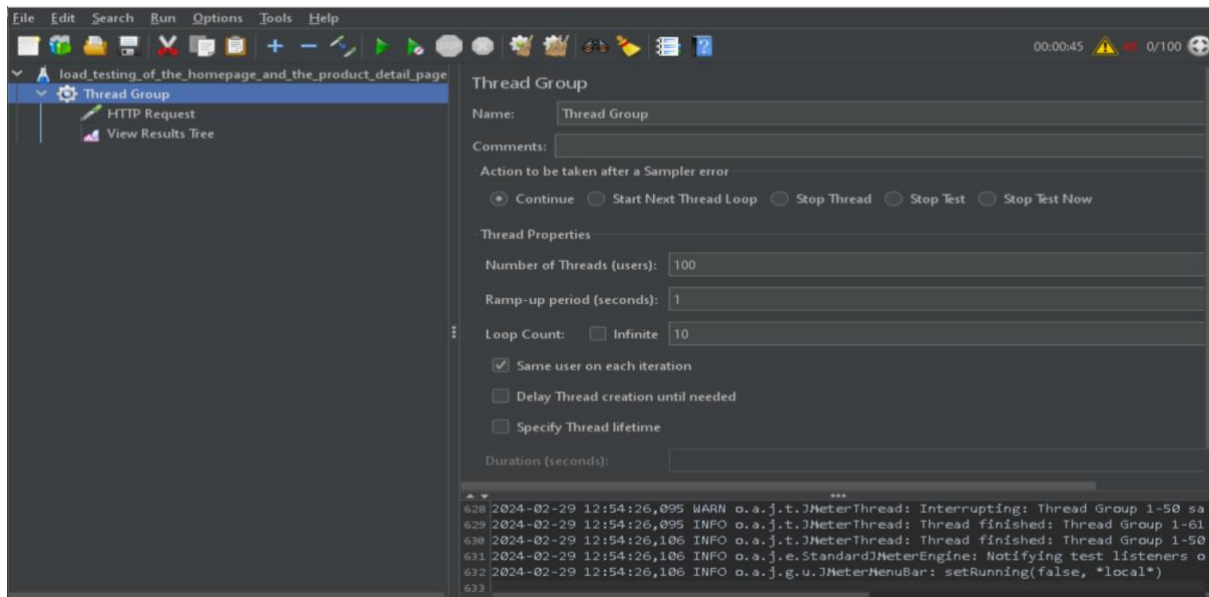 File Edit Search Run Options Tools Help
00:00:45 45 0/100
load_testing_of_the_homepage_and_the_product_detail_page
Thread Group
HTTP Request
View Results Tree
Thread Group
Name: Thread Group
Comments:
Action to be taken after a Sampler error
Continue Start Next Thread Loop Stop Thread Stop Test Stop Test Now
Thread Properties
Number of Threads (users): 100
Ramp-up period (seconds): 1
Loop Count: Infinite 10
Same user on each iteration
Delay Thread creation until needed
Specify Thread lifetime
Duration (seconds):
628 2024-02-29 12:54:26,095 WARN o.a.j.t.JMeterThread: Interrupting: Thread Group 1-50 sa
629 2024-02-29 12:54:26,095 INFO o.a.j.t.JMeterThread: Thread finished: Thread Group 1-61
630 2024-02-29 12:54:26,106 INFO o.a.j.t.JMeterThread: Thread finished: Thread Group 1-50
631 2024-02-29 12:54:26,106 INFO o.a.j.e.StandardJMeterEngine: Notifying test listeners o
632 2024-02-29 12:54:26,106 INFO o.a.j.g.u.JMeterMenuBar: setRunning(false, *local*)
633